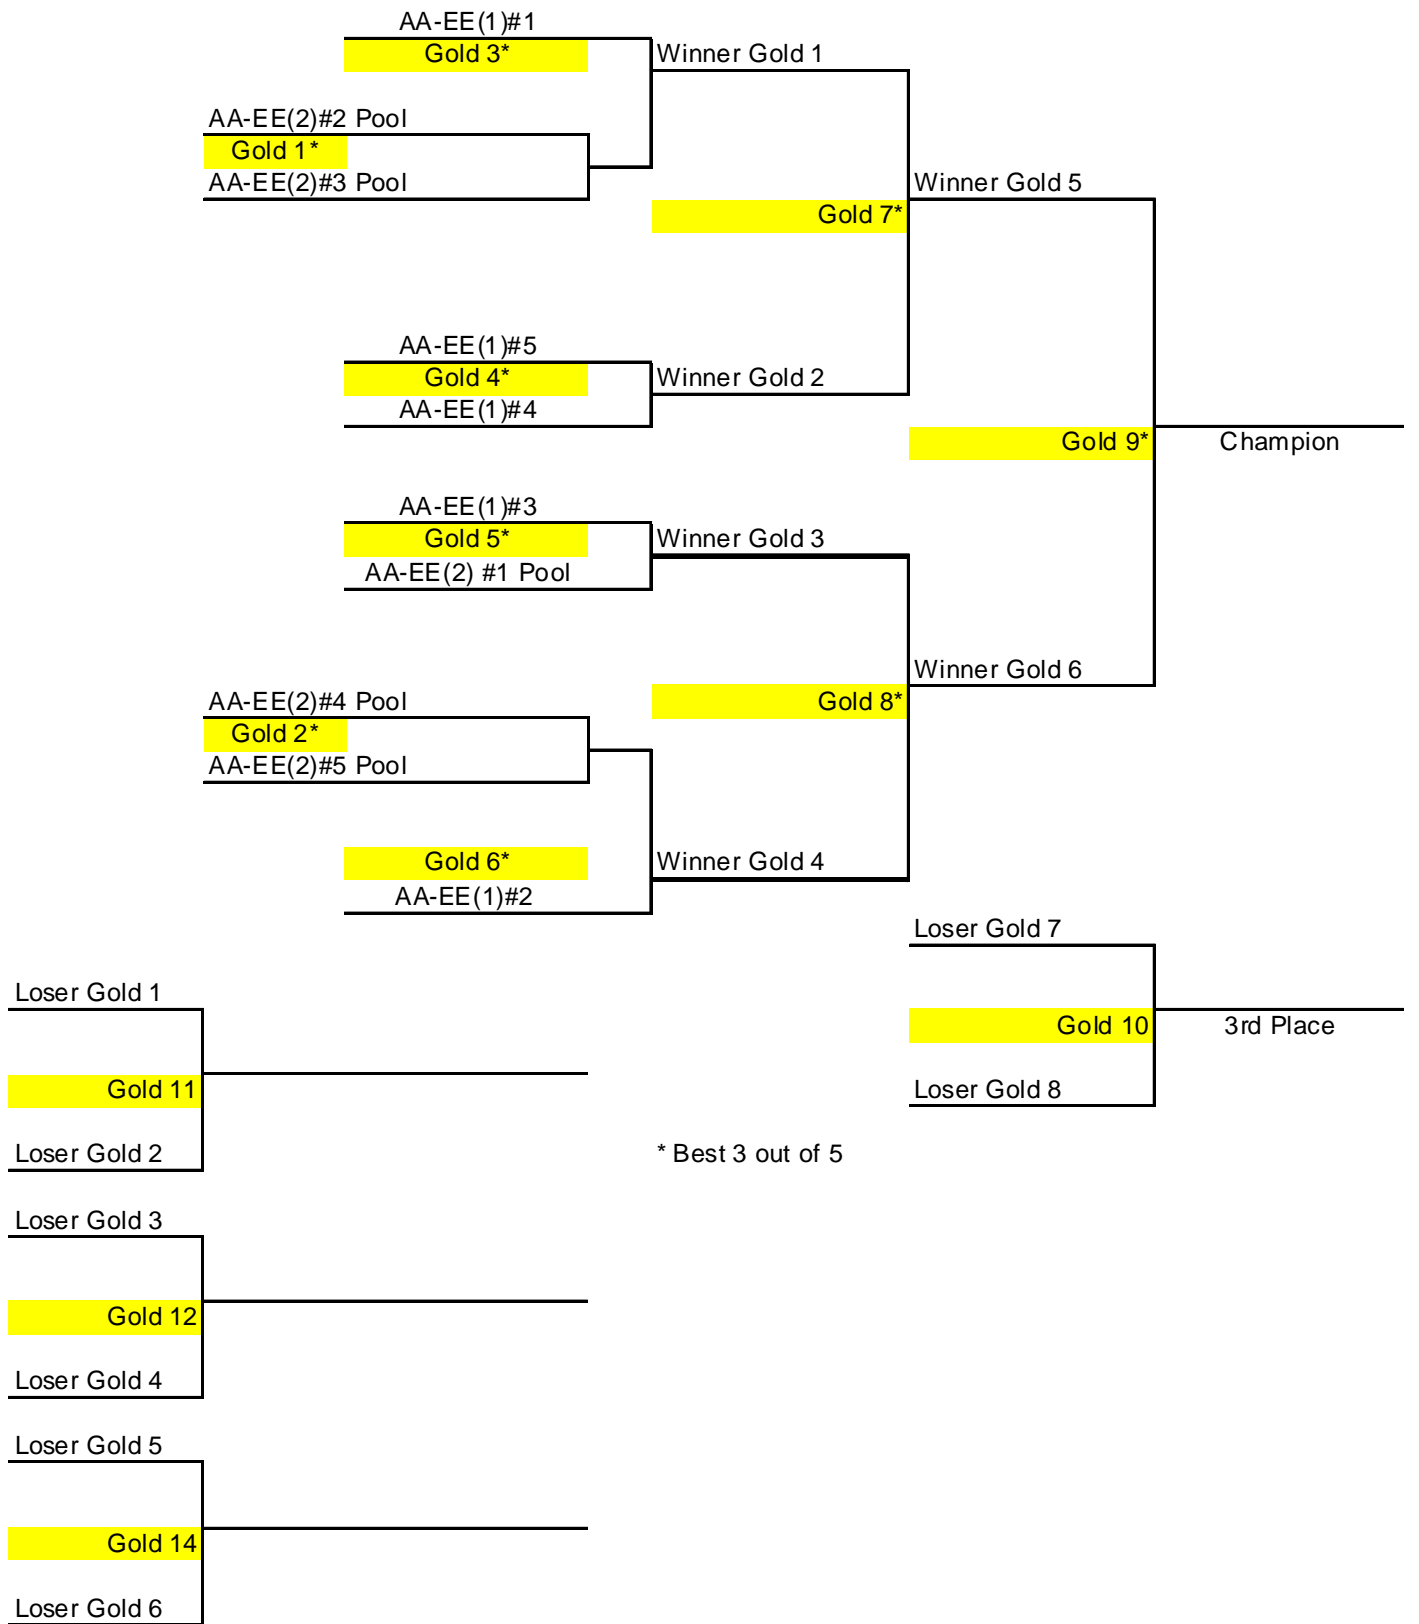 AA-EE(1)#1
Gold 3*
Winner Gold 1
AA-EE(2)#2 Pool
Gold 1*
AA-EE(2)#3 Pool
Winner Gold 5
Gold 7*
AA-EE(1)#5
Gold 4*
Winner Gold 2
AA-EE(1)#4
Gold 9*
Champion
AA-EE(1)#3
Gold 5*
Winner Gold 3
AA-EE(2) #1 Pool
Winner Gold 6
AA-EE(2)#4 Pool
Gold 8*
Gold 2*
AA-EE(2)#5 Pool
Gold 6*
Winner Gold 4
AA-EE(1)#2
Loser Gold 7
Loser Gold 1
Gold 10
3rd Place
Gold 11
Loser Gold 8
Loser Gold 2
* Best 3 out of 5
Loser Gold 3
Gold 12
Loser Gold 4
Loser Gold 5
Gold 14
Loser Gold 6